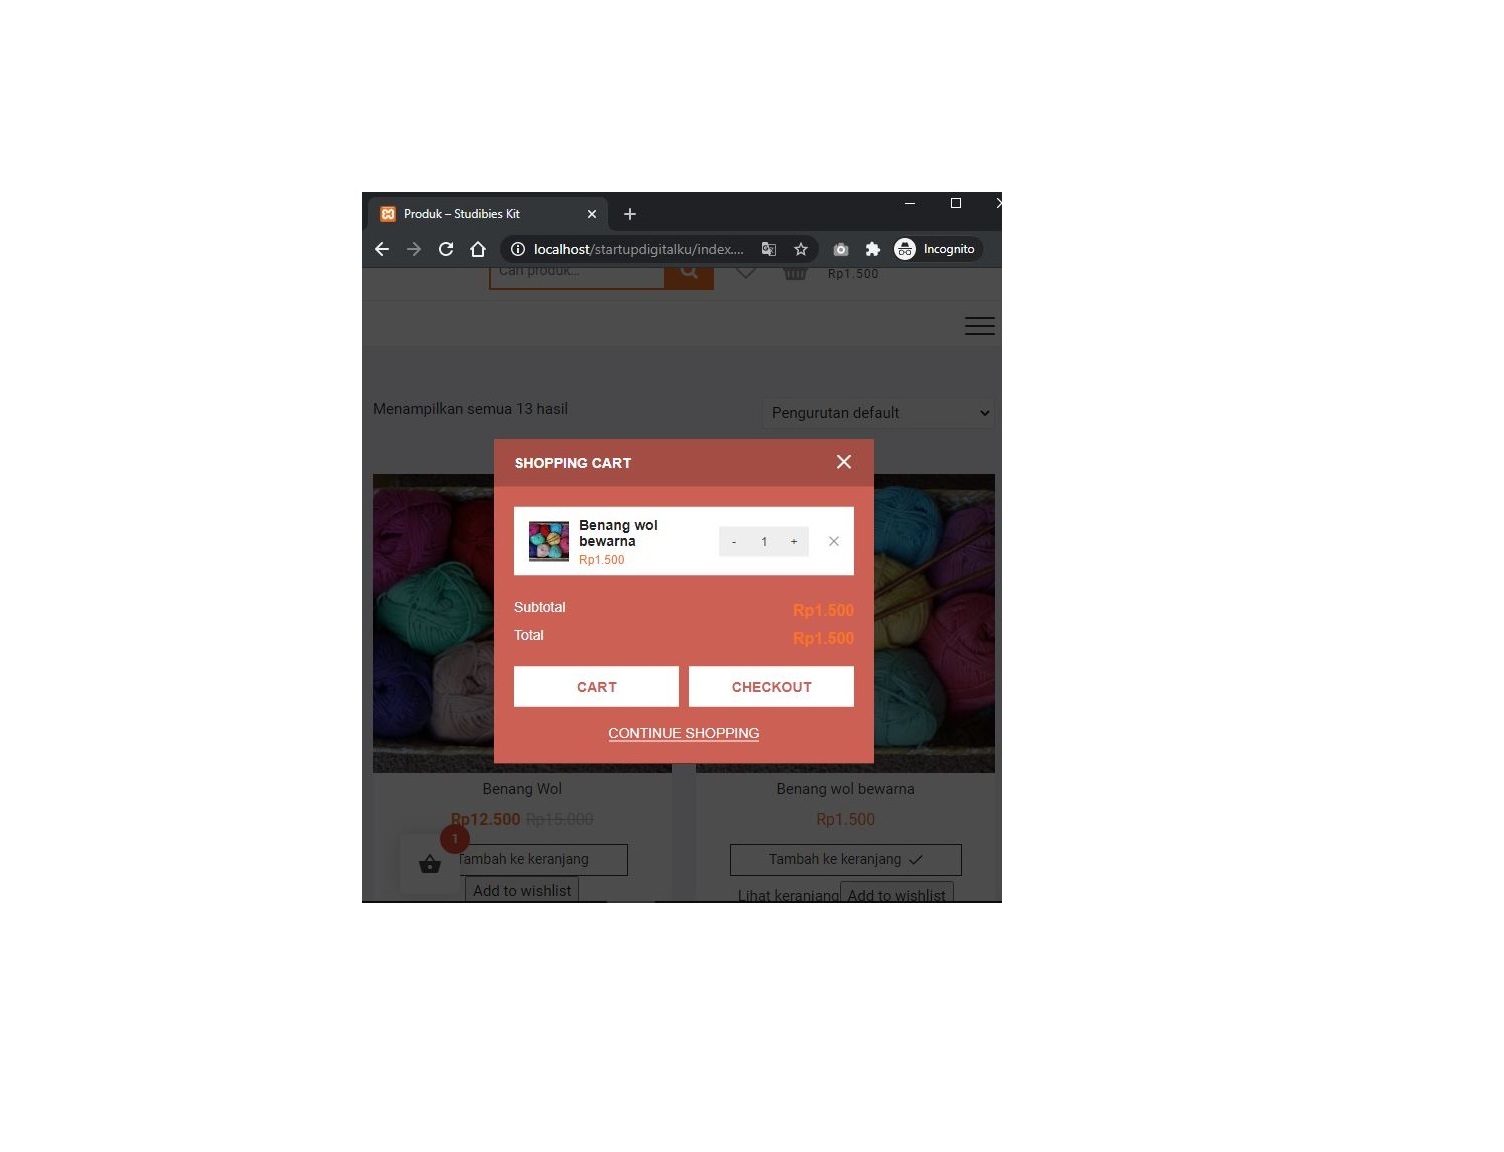 Produk – Studibies Kit
localhost/startupdigitalku/index....
Incognito
Cari produk...
Rp1.500
Menampilkan semua 13 hasil
Pengurutan default
SHOPPING CART
Benang wol
bewarna
Rp1.500
- 1 +
Subtotal
Rp1.500
Total
Rp1.500
CART
CHECKOUT
CONTINUE SHOPPING
Benang Wol
Rp12.500 Rp15.000
1
Tambah ke keranjang
Add to wishlist
Benang wol bewarna
Rp1.500
Tambah ke keranjang
Lihat keranjang
Add to wishlist